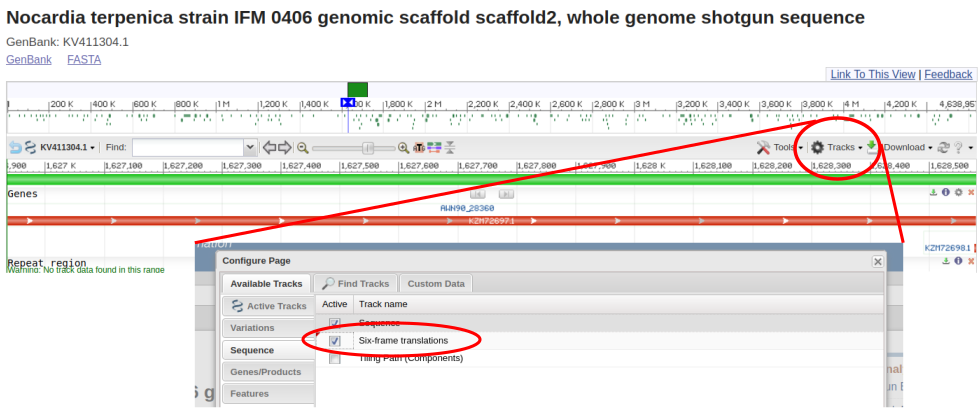 Nocardia terpenica strain IFM 0406 genomic scaffold scaffold2, whole genome shotgun sequence
GenBank: KV411304.1
GenBank FASTA
Link To This View | Feedback
200 K 400 K 600 K 800 K 1 M 1,200 K 1,400 K 00 K 1,800 K 2 M 2,200 K 2,400 K 2,600 K 2,800 K 3 M 3,200 K 3,400 K 3,600 K 3,800 K 4 M 4,200 K 4,638,95
KV411304.1 Find: Tools Tracks Download ?
,900 1,627 K 1,627,100 1,627,200 1,627,300 1,627,400 1,627,500 1,627,600 1,627,700 1,627,800 1,628 K 1,628,100 1,628,200 1,628,300 1,628,400 1,628,500
Genes
AWN90_28360
KZM72697.1
KZM72698.1
Repeat region
Warning: No track data found in this range
Configure Page
Available Tracks Find Tracks Custom Data
Active Tracks Active Track name
Variations Sequence
Sequence Six-frame translations
Tiling Path (Components)
Genes/Products
Features